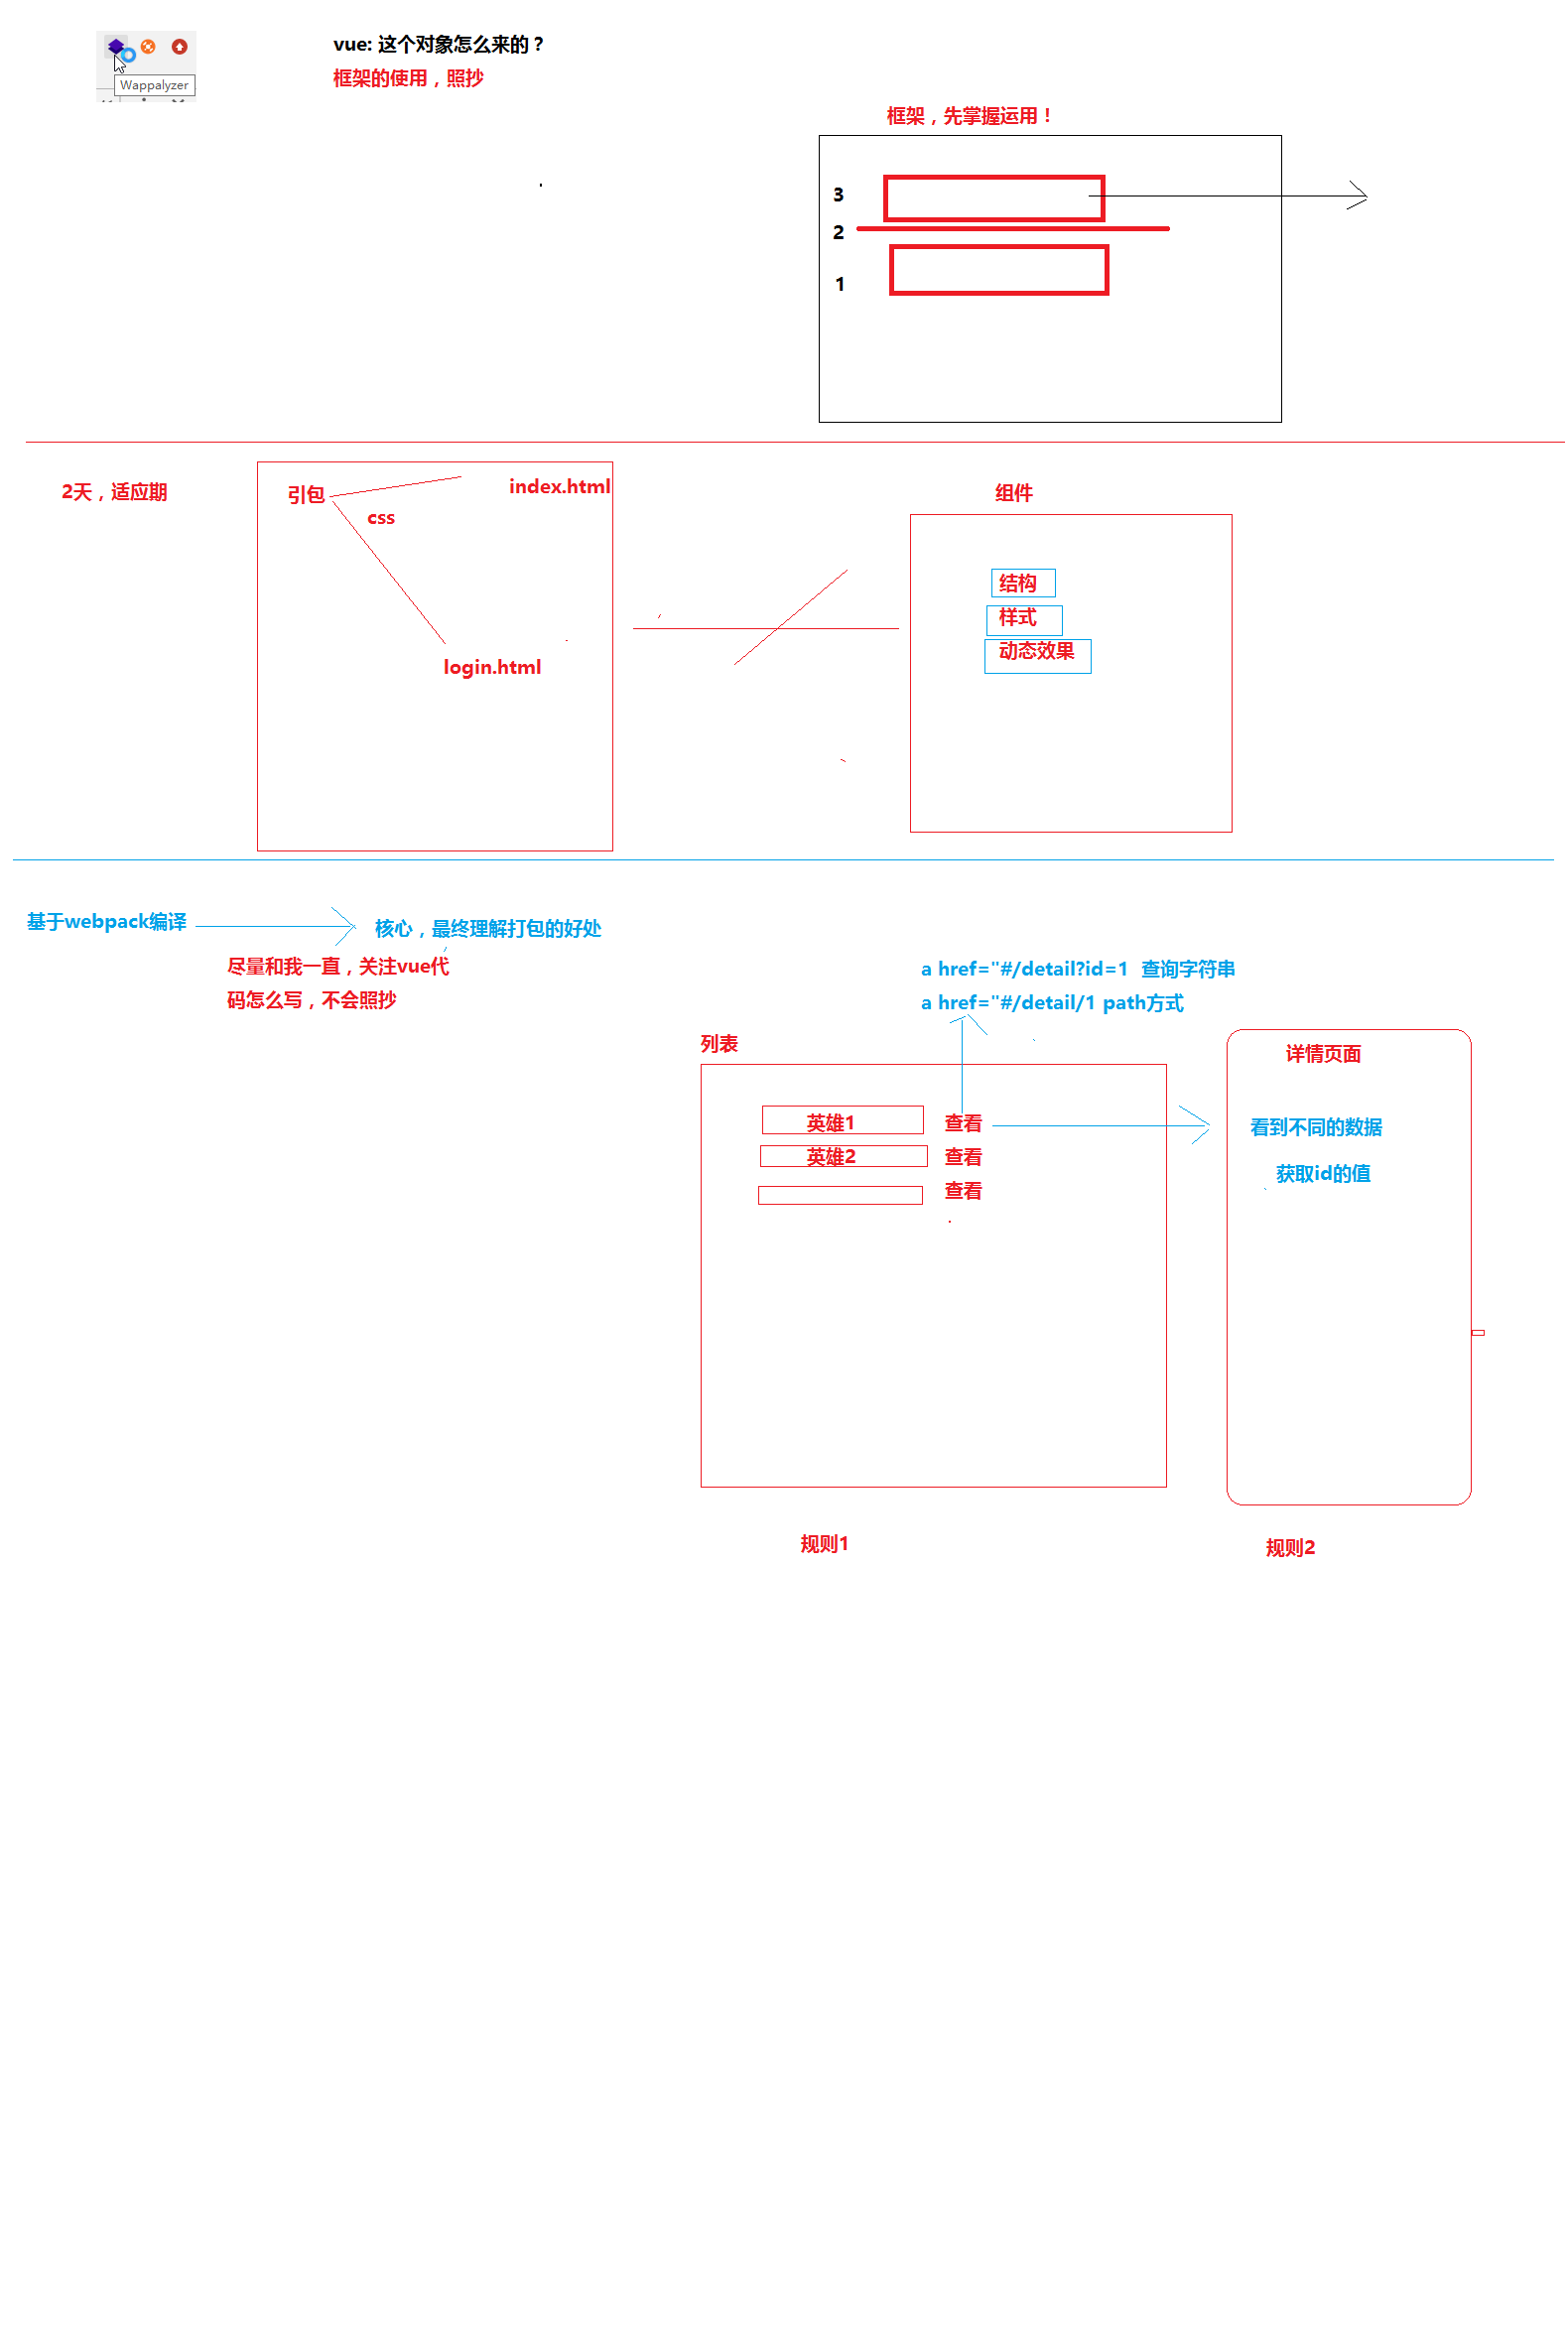 Wappalyzer
vue: 这个对象怎么来的？
框架的使用，照抄
框架，先掌握运用！
3
2
1
2天，适应期
引包
index.html
css
login.html
组件
结构
样式
动态效果
基于webpack编译
核心，最终理解打包的好处
尽量和我一直，关注vue代
码怎么写，不会照抄
a href="#/detail?id=1  查询字符串
a href="#/detail/1 path方式
列表
英雄1 查看
英雄2 查看
查看
详情页面
看到不同的数据
获取id的值
规则1
规则2